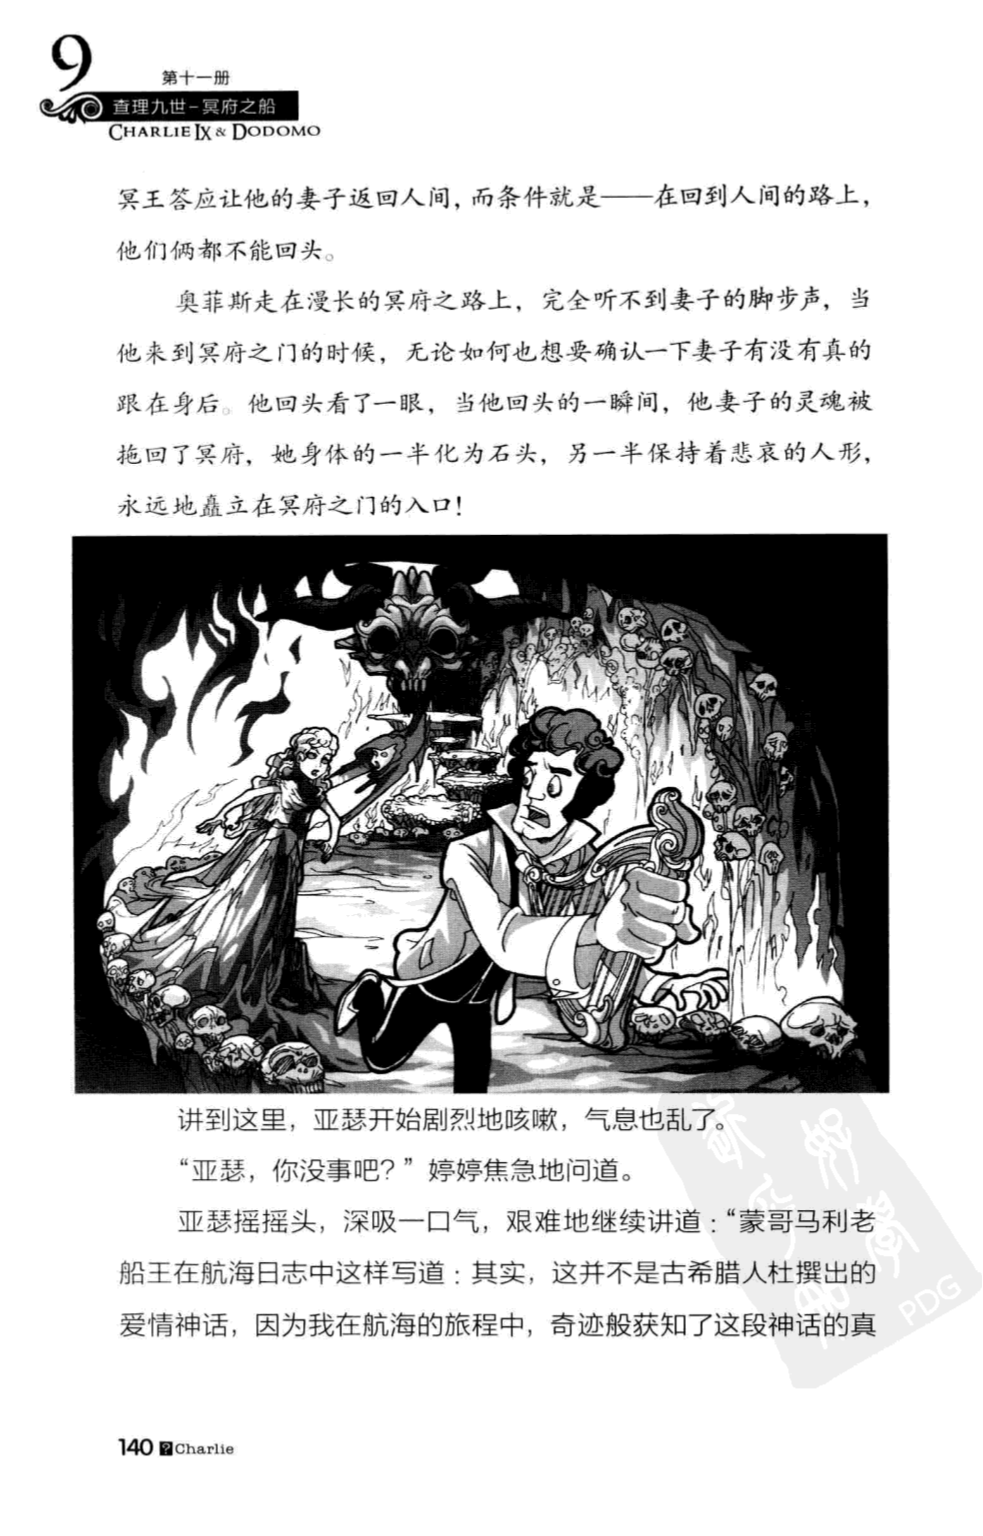 9
第十一册
查理九世-冥府之船
CHARLIE IX & DODOMO
冥王答应让他的妻子返回人间，而条件就是——在回到人间的路上，
他们俩都不能回头。
奥菲斯走在漫长的冥府之路上，完全听不到妻子的脚步声，当
他来到冥府之门的时候，无论如何也想要确认一下妻子有没有真的
跟在身后。他回头看了一眼，当他回头的一瞬间，他妻子的灵魂被
拖回了冥府，她身体的一半化为石头，另一半保持着悲哀的人形，
永远地矗立在冥府之门的入口！
讲到这里，亚瑟开始剧烈地咳嗽，气息也乱了。
“亚瑟，你没事吧？”婷婷焦急地问道。
亚瑟摇摇头，深吸一口气，艰难地继续讲道：“蒙哥马利老
船王在航海日志中这样写道：其实，这并不是古希腊人杜撰出的
爱情神话，因为我在航海的旅程中，奇迹般获知了这段神话的真
PDG
140 ? Charlie